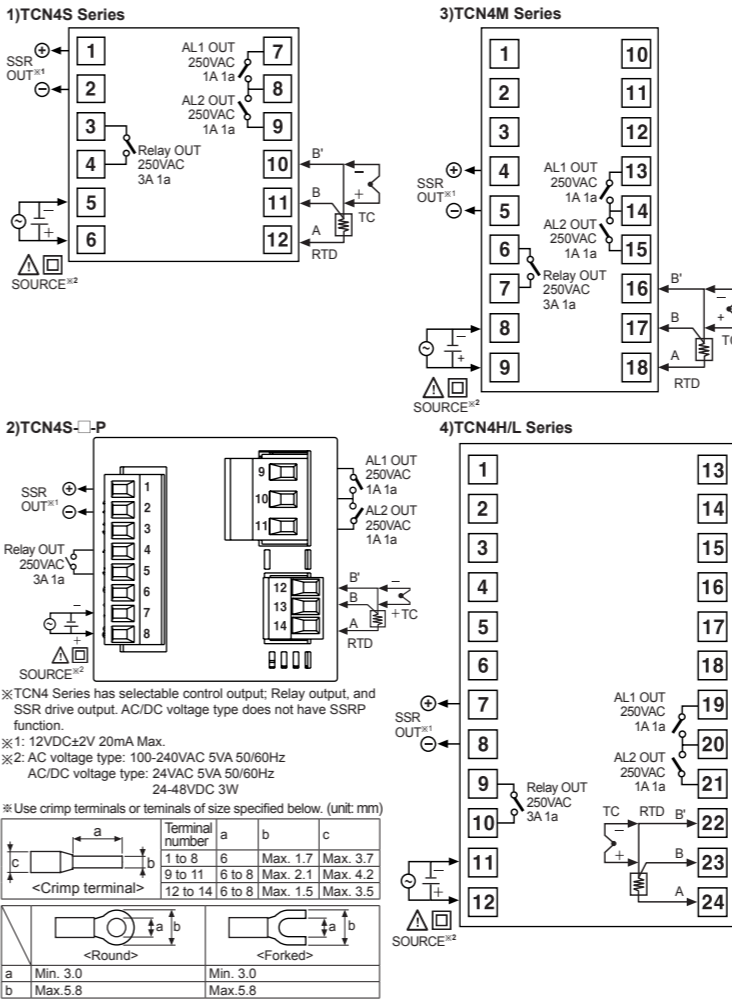 1)TCN4S Series
SSR
OUT※1
1
2
3
4
5
6
Relay OUT
250VAC
3A 1a
AL1 OUT
250VAC
1A 1a
AL2 OUT
250VAC
1A 1a
7
8
9
10
11
12
B'
B
A
TC
RTD
SOURCE※2
3)TCN4M Series
1
2
3
4
5
6
7
8
9
SSR
OUT※1
Relay OUT
250VAC
3A 1a
10
11
12
13
14
15
16
17
18
AL1 OUT
250VAC
1A 1a
AL2 OUT
250VAC
1A 1a
B'
B
A
TC
RTD
SOURCE※2
2)TCN4S-□-P
SSR
OUT※1
Relay OUT
250VAC
3A 1a
1
2
3
4
5
6
7
8
9
10
11
AL1 OUT
250VAC
1A 1a
AL2 OUT
250VAC
1A 1a
12
13
14
B'
B
A
+TC
RTD
SOURCE※2
※TCN4 Series has selectable control output; Relay output, and
SSR drive output. AC/DC voltage type does not have SSRP
function.
※1: 12VDC±2V 20mA Max.
※2: AC voltage type: 100-240VAC 5VA 50/60Hz
AC/DC voltage type: 24VAC 5VA 50/60Hz
24-48VDC 3W
※Use crimp terminals or teminals of size specified below. (unit: mm)
a
c
b
<Crimp terminal>
Terminal number a b c
1 to 8 6 Max. 1.7 Max. 3.7
9 to 11 6 to 8 Max. 2.1 Max. 4.2
12 to 14 6 to 8 Max. 1.5 Max. 3.5
a b
a b
<Round> <Forked>
a Min. 3.0 Min. 3.0
b Max.5.8 Max.5.8
4)TCN4H/L Series
1
2
3
4
5
6
7
8
9
10
11
12
SSR
OUT※1
Relay OUT
250VAC
3A 1a
13
14
15
16
17
18
19
20
21
22
23
24
AL1 OUT
250VAC
1A 1a
AL2 OUT
250VAC
1A 1a
TC RTD B'
B
A
SOURCE※2